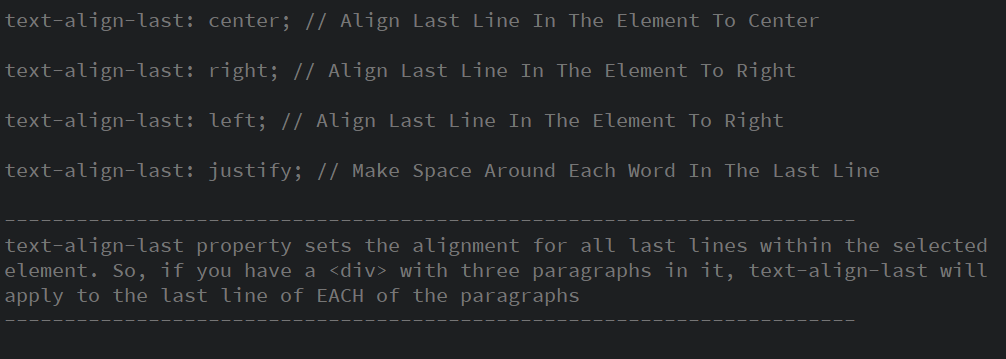 text-align-last: center; // Align Last Line In The Element To Center
text-align-last: right; // Align Last Line In The Element To Right
text-align-last: left; // Align Last Line In The Element To Right
text-align-last: justify; // Make Space Around Each Word In The Last Line
-----------------------------------------------------------------------
text-align-last property sets the alignment for all last lines within the selected
element. So, if you have a <div> with three paragraphs in it, text-align-last will
apply to the last line of EACH of the paragraphs
-----------------------------------------------------------------------